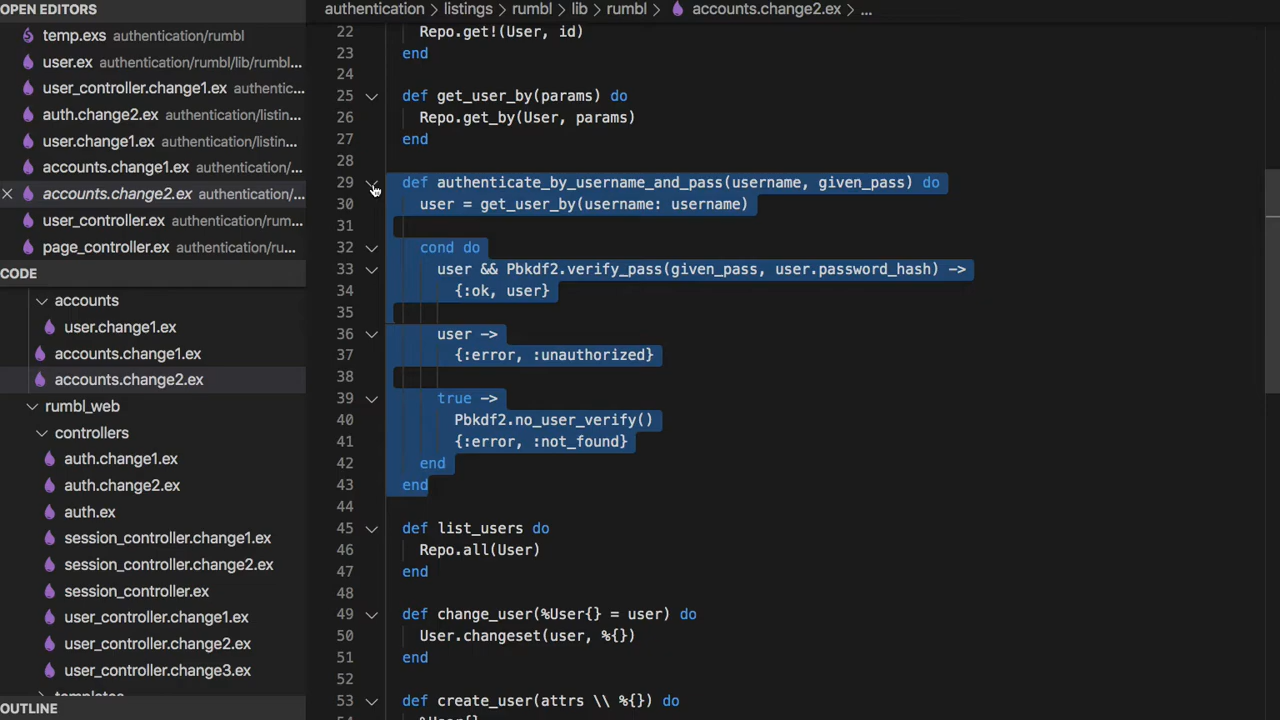 OPEN EDITORS
temp.exs authentication/rumbl
user.ex authentication/rumbl/lib/rumbl...
user_controller.change1.ex authentic...
auth.change2.ex authentication/listin...
user.change1.ex authentication/listin...
accounts.change1.ex authentication/...
accounts.change2.ex authentication/...
user_controller.ex authentication/rum...
page_controller.ex authentication/ru...
CODE
accounts
user.change1.ex
accounts.change1.ex
accounts.change2.ex
rumbl_web
controllers
auth.change1.ex
auth.change2.ex
auth.ex
session_controller.change1.ex
session_controller.change2.ex
session_controller.ex
user_controller.change1.ex
user_controller.change2.ex
user_controller.change3.ex
templates
OUTLINE
authentication > listings > rumbl > lib > rumbl > accounts.change2.ex > ...
22 Repo.get!(User, id)
23 end
24
25 def get_user_by(params) do
26 Repo.get_by(User, params)
27 end
28
29 def authenticate_by_username_and_pass(username, given_pass) do
30 user = get_user_by(username: username)
31
32 cond do
33 user && Pbkdf2.verify_pass(given_pass, user.password_hash) ->
34 {:ok, user}
35
36 user ->
37 {:error, :unauthorized}
38
39 true ->
40 Pbkdf2.no_user_verify()
41 {:error, :not_found}
42 end
43 end
44
45 def list_users do
46 Repo.all(User)
47 end
48
49 def change_user(%User{} = user) do
50 User.changeset(user, %{})
51 end
52
53 def create_user(attrs \\ %{}) do
54 %User{}